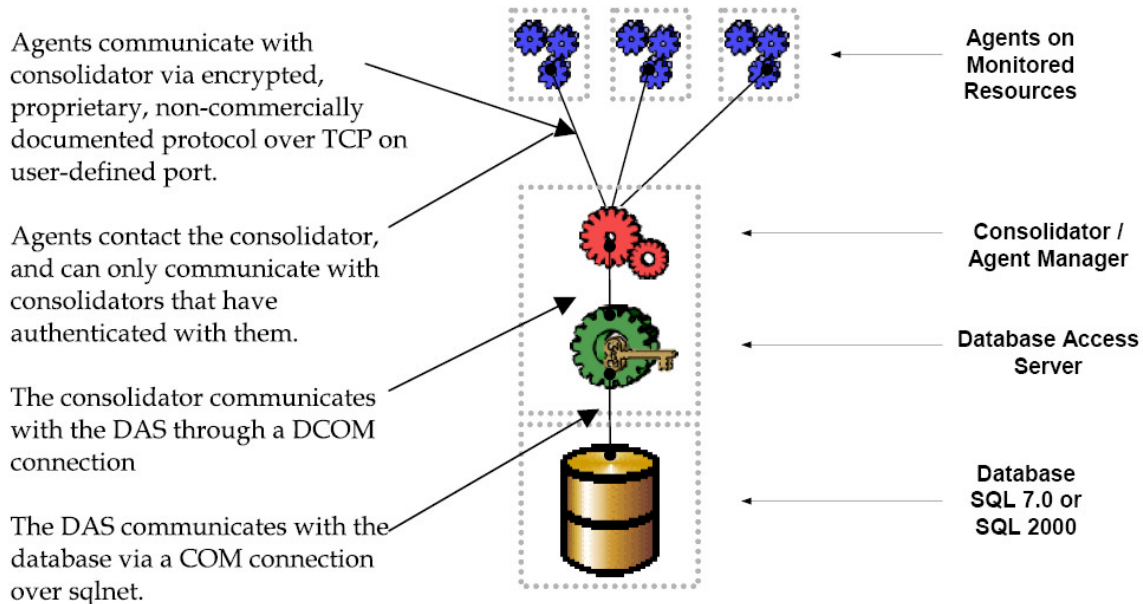 Agents communicate with
consolidator via encrypted,
proprietary, non-commercially
documented protocol over TCP on
user-defined port.
Agents contact the consolidator,
and can only communicate with
consolidators that have
authenticated with them.
The consolidator communicates
with the DAS through a DCOM
connection
The DAS communicates with the
database via a COM connection
over sqlnet.
Agents on
Monitored
Resources
Consolidator /
Agent Manager
Database Access
Server
Database
SQL 7.0 or
SQL 2000